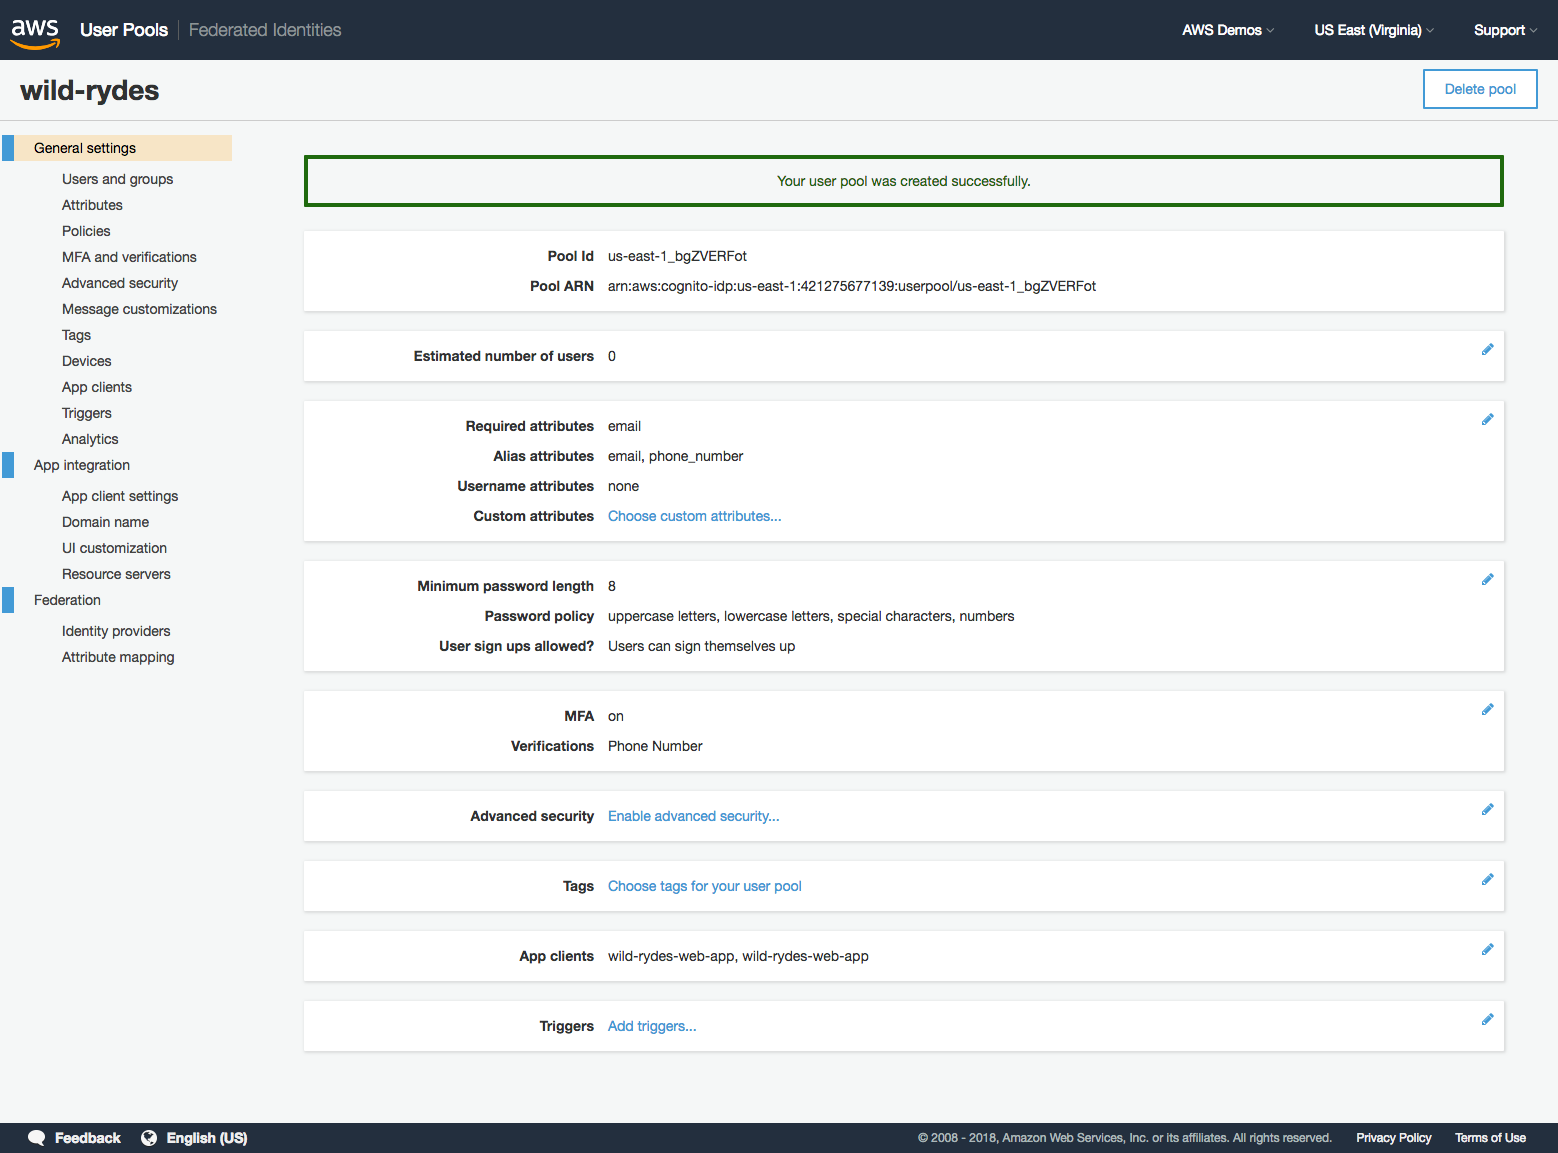 aws User Pools Federated Identities AWS Demos US East (Virginia) Support
wild-rydes Delete pool
General settings
Users and groups
Attributes
Policies
MFA and verifications
Advanced security
Message customizations
Tags
Devices
App clients
Triggers
Analytics
App integration
App client settings
Domain name
UI customization
Resource servers
Federation
Identity providers
Attribute mapping
Your user pool was created successfully.
Pool Id us-east-1_bgZVERFot
Pool ARN arn:aws:cognito-idp:us-east-1:421275677139:userpool/us-east-1_bgZVERFot
Estimated number of users 0
Required attributes email
Alias attributes email, phone_number
Username attributes none
Custom attributes Choose custom attributes...
Minimum password length 8
Password policy uppercase letters, lowercase letters, special characters, numbers
User sign ups allowed? Users can sign themselves up
MFA on
Verifications Phone Number
Advanced security Enable advanced security...
Tags Choose tags for your user pool
App clients wild-rydes-web-app, wild-rydes-web-app
Triggers Add triggers...
Feedback English (US) © 2008 - 2018, Amazon Web Services, Inc. or its affiliates. All rights reserved. Privacy Policy Terms of Use